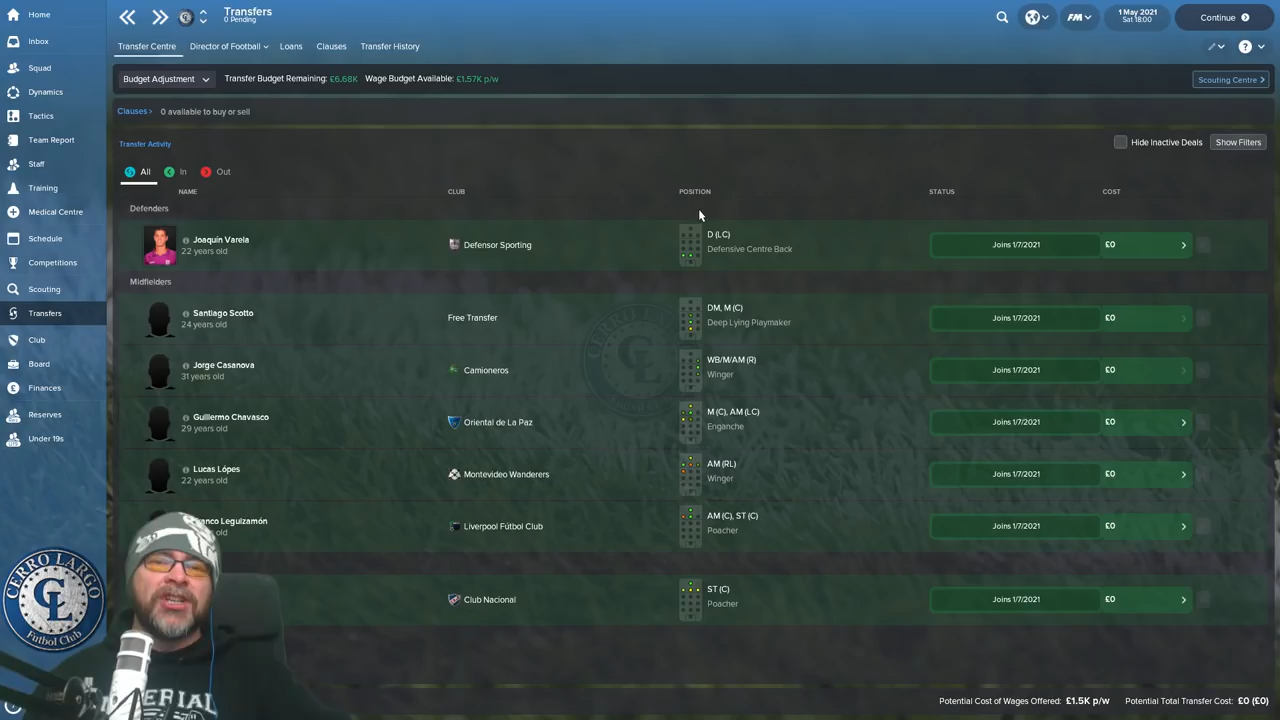 Home
Inbox
Squad
Dynamics
Tactics
Team Report
Staff
Training
Medical Centre
Schedule
Competitions
Scouting
Transfers
Club
Board
Finances
Reserves
Under 19s
Transfers
0 Pending
FM
1 May 2021
Sat 18:00
Continue
Transfer Centre
Director of Football
Loans
Clauses
Transfer History
Budget Adjustment
Transfer Budget Remaining: £6.68K
Wage Budget Available: £1.57K p/w
Scouting Centre >
Clauses >
0 available to buy or sell
Transfer Activity
Hide Inactive Deals
Show Filters
All
In
Out
NAME
CLUB
POSITION
STATUS
COST
Defenders
Joaquín Varela
22 years old
Defensor Sporting
D (LC)
Defensive Centre Back
Joins 1/7/2021
£0
Midfielders
Santiago Scotto
24 years old
Free Transfer
DM, M (C)
Deep Lying Playmaker
Joins 1/7/2021
£0
Jorge Casanova
31 years old
Camioneros
WB/M/AM (R)
Winger
Joins 1/7/2021
£0
Guillermo Chavasco
29 years old
Oriental de La Paz
M (C), AM (LC)
Enganche
Joins 1/7/2021
£0
Lucas Lópes
22 years old
Montevideo Wanderers
AM (RL)
Winger
Joins 1/7/2021
£0
Leguizamón
old
Liverpool Fútbol Club
AM (C), ST (C)
Poacher
Joins 1/7/2021
£0
Club Nacional
ST (C)
Poacher
Joins 1/7/2021
£0
CERRO LARGO
CL
Futbol Club
Potential Cost of Wages Offered: £1.5K p/w
Potential Total Transfer Cost: £0 (£0)